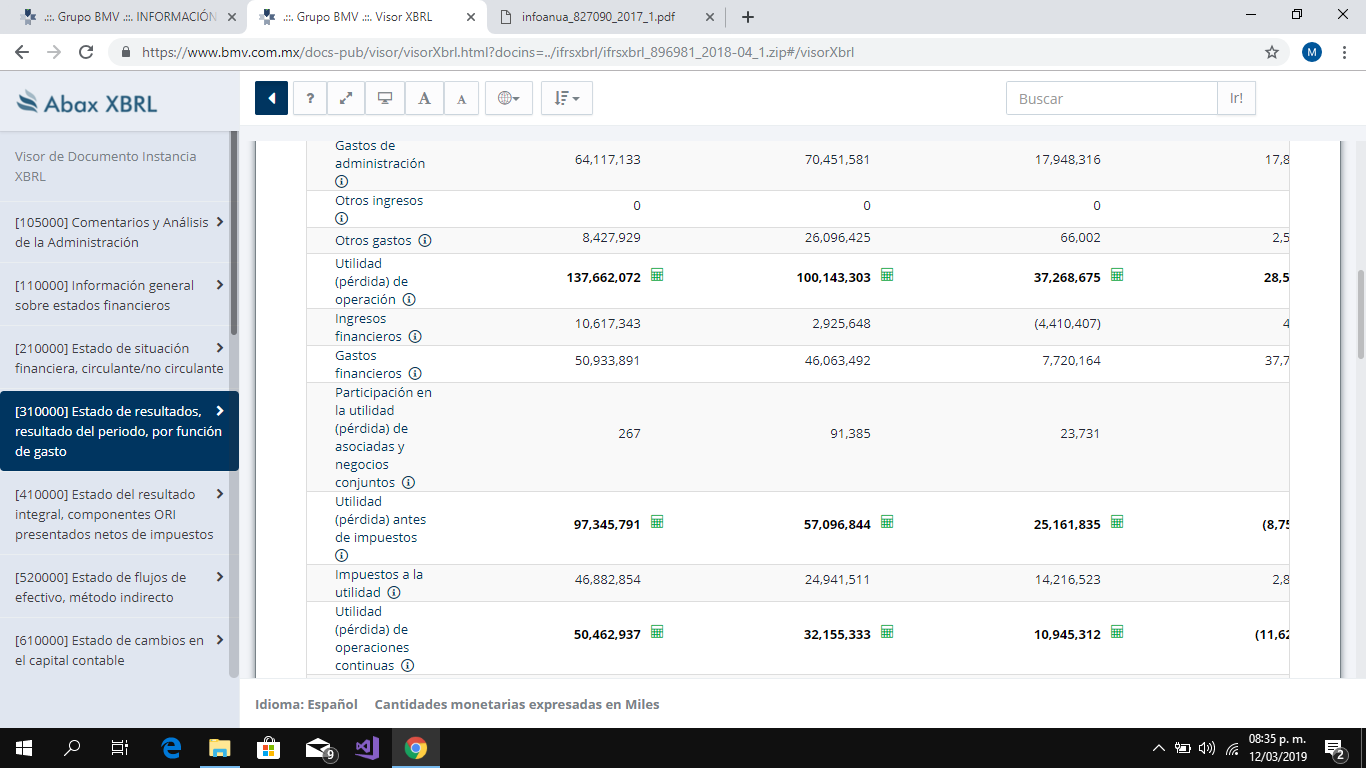 .::. Grupo BMV .::. INFORMACIÓN
.::. Grupo BMV .::. Visor XBRL
infoanua_827090_2017_1.pdf
https://www.bmv.com.mx/docs-pub/visor/visorXbrl.html?docins=../ifrsxbrl/ifrsxbrl_896981_2018-04_1.zip#/visorXbrl
M
Abax XBRL
? A A
Buscar Ir!
Visor de Documento Instancia
XBRL
[105000] Comentarios y Análisis
de la Administración
[110000] Información general
sobre estados financieros
[210000] Estado de situación
financiera, circulante/no circulante
[310000] Estado de resultados,
resultado del periodo, por función
de gasto
[410000] Estado del resultado
integral, componentes ORI
presentados netos de impuestos
[520000] Estado de flujos de
efectivo, método indirecto
[610000] Estado de cambios en
el capital contable
Gastos de
administración 64,117,133 70,451,581 17,948,316 17,8
Otros ingresos 0 0 0
Otros gastos 8,427,929 26,096,425 66,002 2,5
Utilidad
(pérdida) de 137,662,072 100,143,303 37,268,675 28,5
operación
Ingresos
financieros 10,617,343 2,925,648 (4,410,407) 4
Gastos
financieros 50,933,891 46,063,492 7,720,164 37,7
Participación en
la utilidad
(pérdida) de 267 91,385 23,731
asociadas y
negocios
conjuntos
Utilidad
(pérdida) antes 97,345,791 57,096,844 25,161,835 (8,75
de impuestos
Impuestos a la
utilidad 46,882,854 24,941,511 14,216,523 2,8
Utilidad
(pérdida) de 50,462,937 32,155,333 10,945,312 (11,62
operaciones
continuas
Idioma: Español Cantidades monetarias expresadas en Miles
9
08:35 p. m.
12/03/2019
2